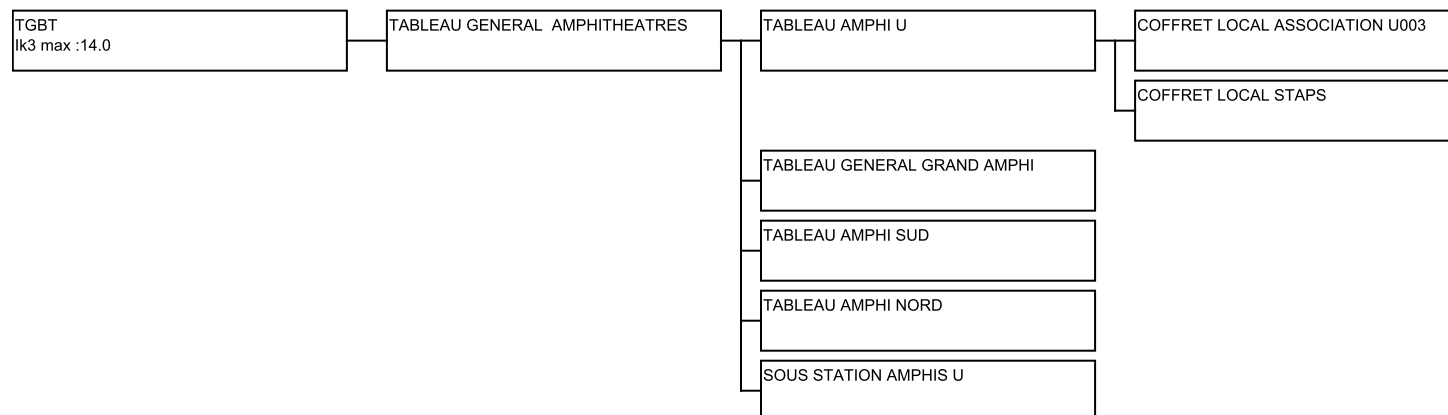 TGBT
Ik3 max :14.0
TABLEAU GENERAL  AMPHITHEATRES
TABLEAU AMPHI U
COFFRET LOCAL ASSOCIATION U003
COFFRET LOCAL STAPS
TABLEAU GENERAL GRAND AMPHI
TABLEAU AMPHI SUD
TABLEAU AMPHI NORD
SOUS STATION AMPHIS U